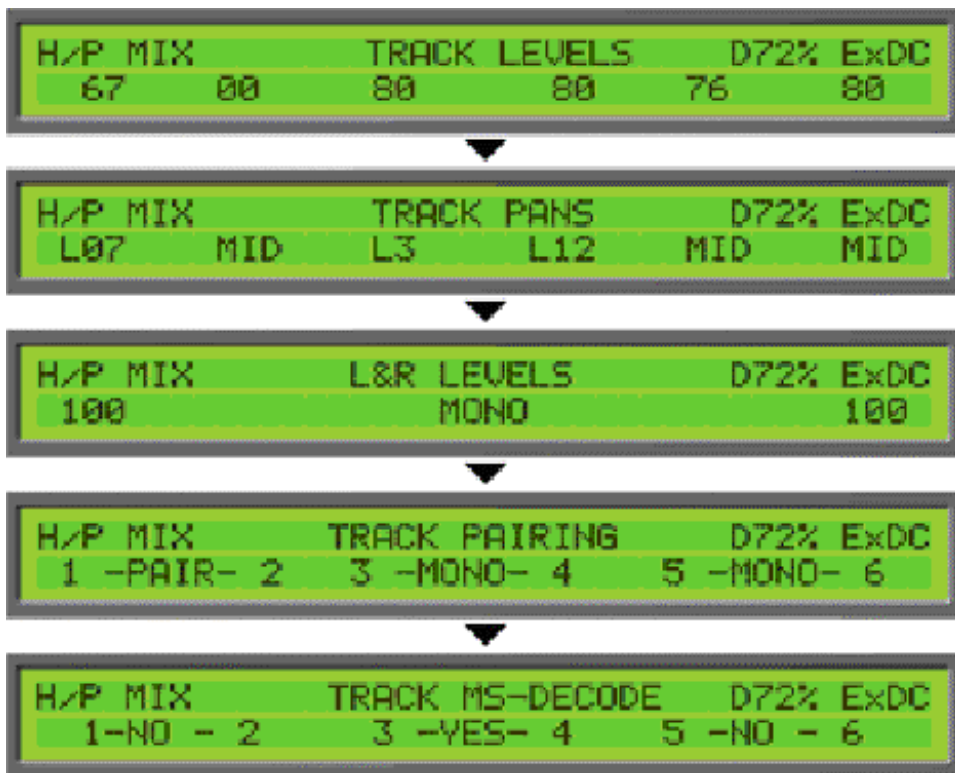 H/P MIX TRACK LEVELS D72% ExDC
67 00 80 80 76 80
H/P MIX TRACK PANS D72% ExDC
L07 MID L3 L12 MID MID
H/P MIX L&R LEVELS D72% ExDC
100 MONO 100
H/P MIX TRACK PAIRING D72% ExDC
1 -PAIR- 2 3 -MONO- 4 5 -MONO- 6
H/P MIX TRACK MS-DECODE D72% ExDC
1-NO - 2 3 -YES- 4 5 -NO - 6